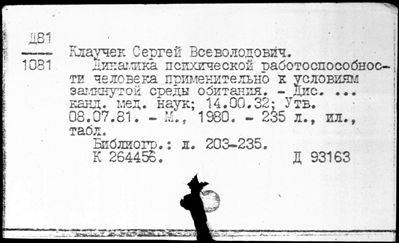 Д81
1081
Клаучек Сергей Всеволодович.
Динамика психической работоспособнос-
ти человека применительно к условиям
замкнутой среды обитания. - Дис. ...
канд. мед. наук; 14.00.32; Утв.
08.07.81. - М., 1980. - 235 л., ил.,
табл.
Библиогр.: л. 203-235.
К 264456. Д 93163